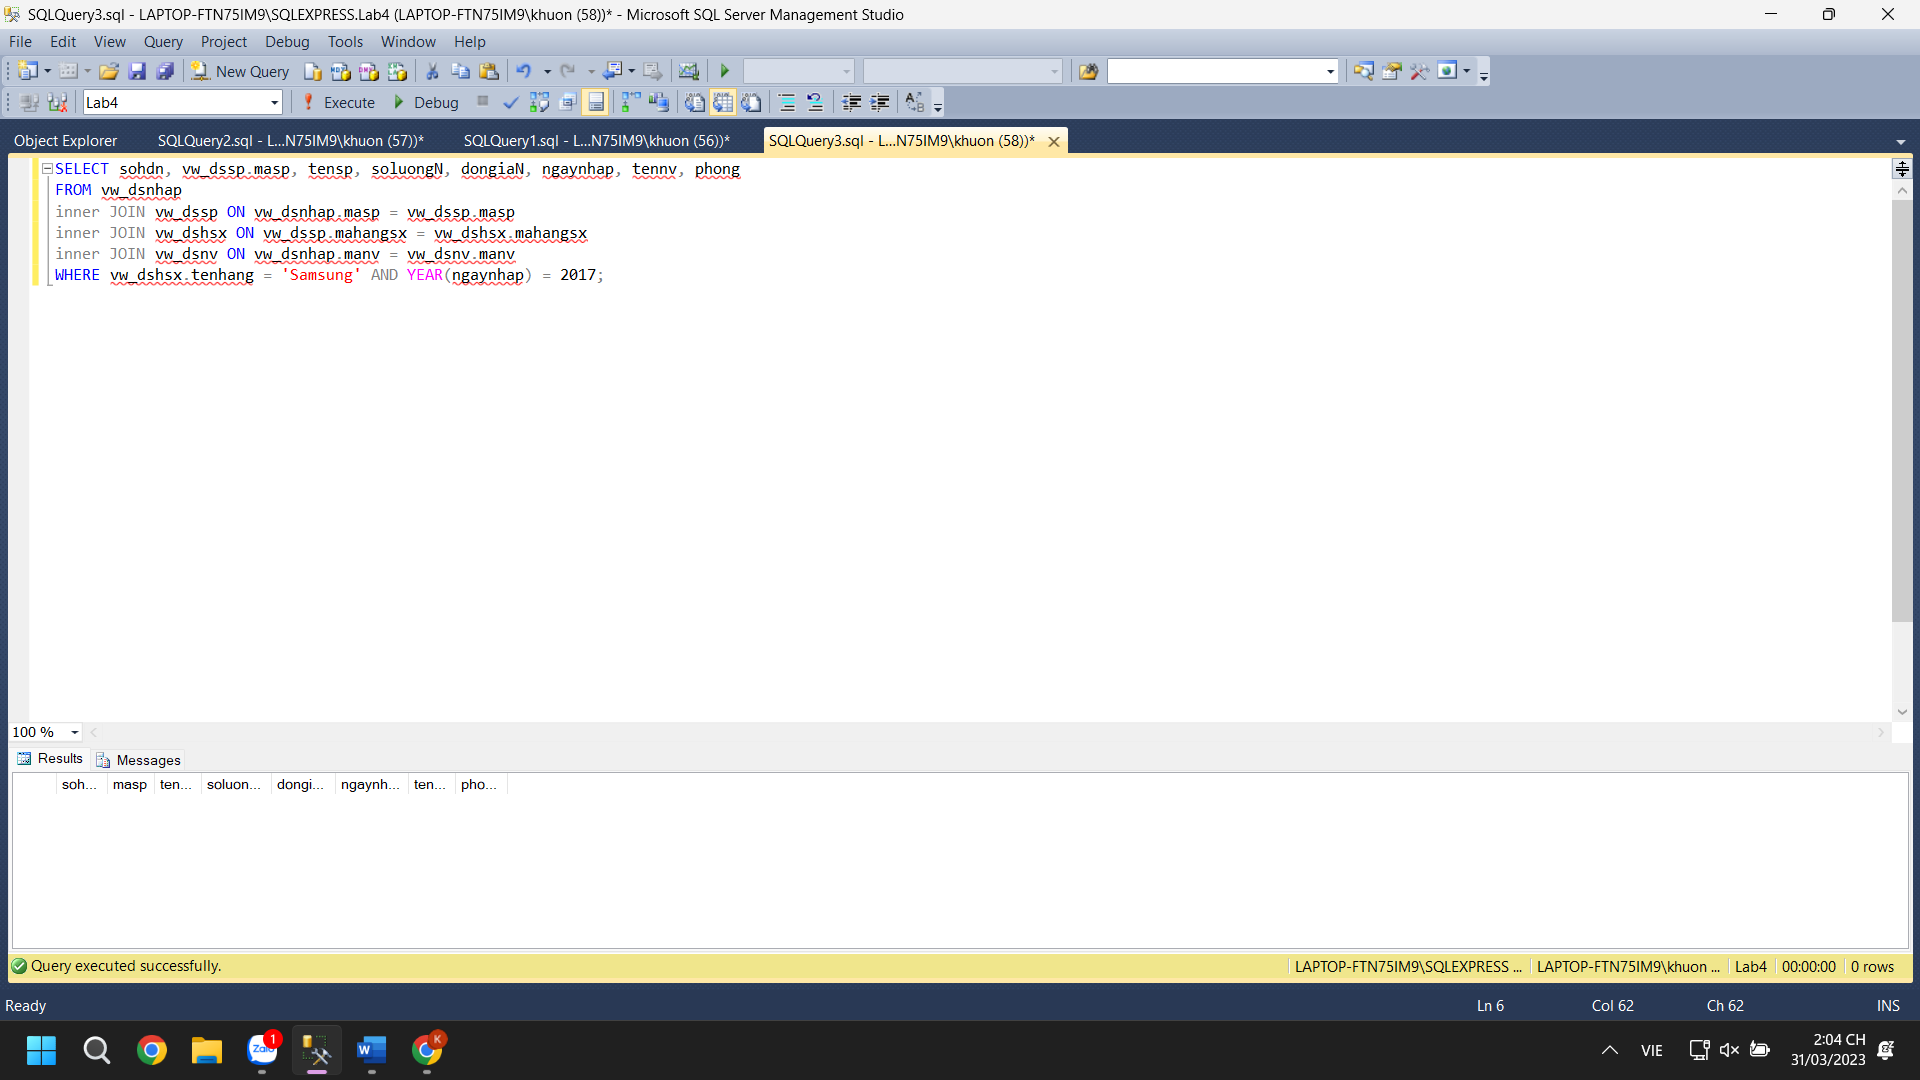 SQLQuery3.sql - LAPTOP-FTN75IM9\SQLEXPRESS.Lab4 (LAPTOP-FTN75IM9\khuon (58))* - Microsoft SQL Server Management Studio
File Edit View Query Project Debug Tools Window Help
New Query
Lab4 Execute Debug
Object Explorer SQLQuery2.sql - L...N75IM9\khuon (57))* SQLQuery1.sql - L...N75IM9\khuon (56))* SQLQuery3.sql - L...N75IM9\khuon (58))*
SELECT sohdn, vw_dssp.masp, tensp, soluongN, dongiaN, ngaynhap, tennv, phong
FROM vw_dsnhap
inner JOIN vw_dssp ON vw_dsnhap.masp = vw_dssp.masp
inner JOIN vw_dshsx ON vw_dssp.mahangsx = vw_dshsx.mahangsx
inner JOIN vw_dsnv ON vw_dsnhap.manv = vw_dsnv.manv
WHERE vw_dshsx.tenhang = 'Samsung' AND YEAR(ngaynhap) = 2017;
100 %
Results Messages
soh... masp ten... soluon... dongi... ngaynh... ten... pho...
Query executed successfully. LAPTOP-FTN75IM9\SQLEXPRESS ... LAPTOP-FTN75IM9\khuon ... Lab4 00:00:00 0 rows
Ready Ln 6 Col 62 Ch 62 INS
Zalo 1 W K VIE 2:04 CH
31/03/2023